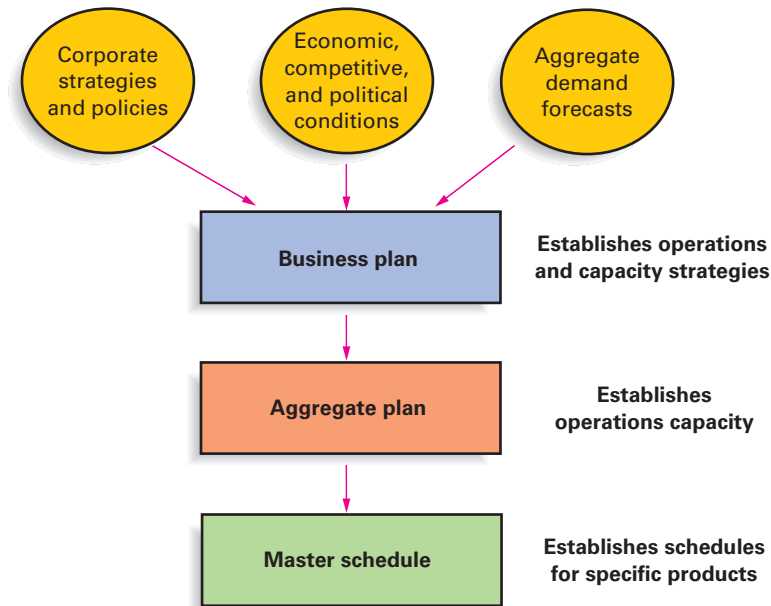 Corporate
strategies
and policies
Economic,
competitive,
and political
conditions
Aggregate
demand
forecasts
Business plan
Establishes operations
and capacity strategies
Aggregate plan
Establishes
operations capacity
Master schedule
Establishes schedules
for specific products